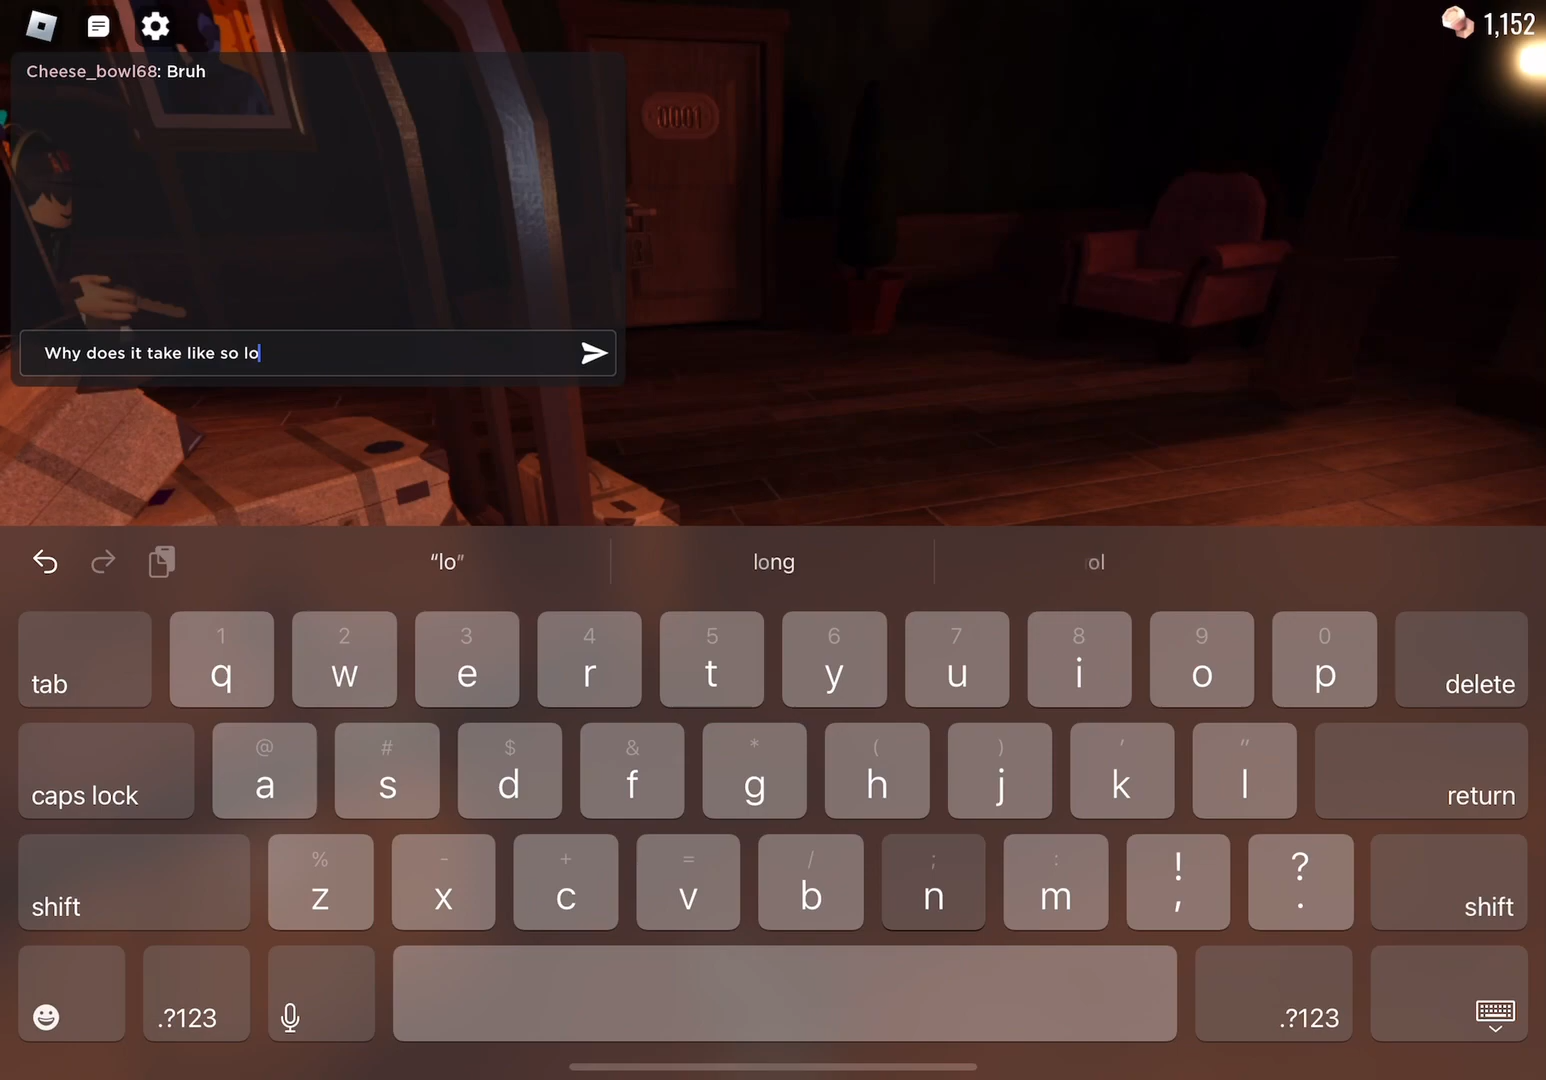 1,152
Cheese_bowl68: Bruh
0001
Why does it take like so lo
“lo” long ol
1 2 3 4 5 6 7 8 9 0
tab q w e r t y u i o p delete
@ # $ & * ( ) ' "
caps lock a s d f g h j k l return
% - + = / ; : ! ?
shift z x c v b n m , . shift
.?123 .?123